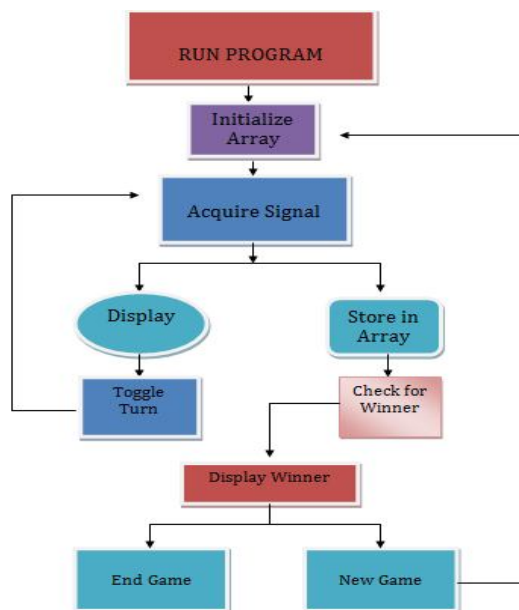 RUN PROGRAM
Initialize
Array
Acquire Signal
Display
Store in
Array
Toggle
Turn
Check for
Winner
Display Winner
End Game
New Game